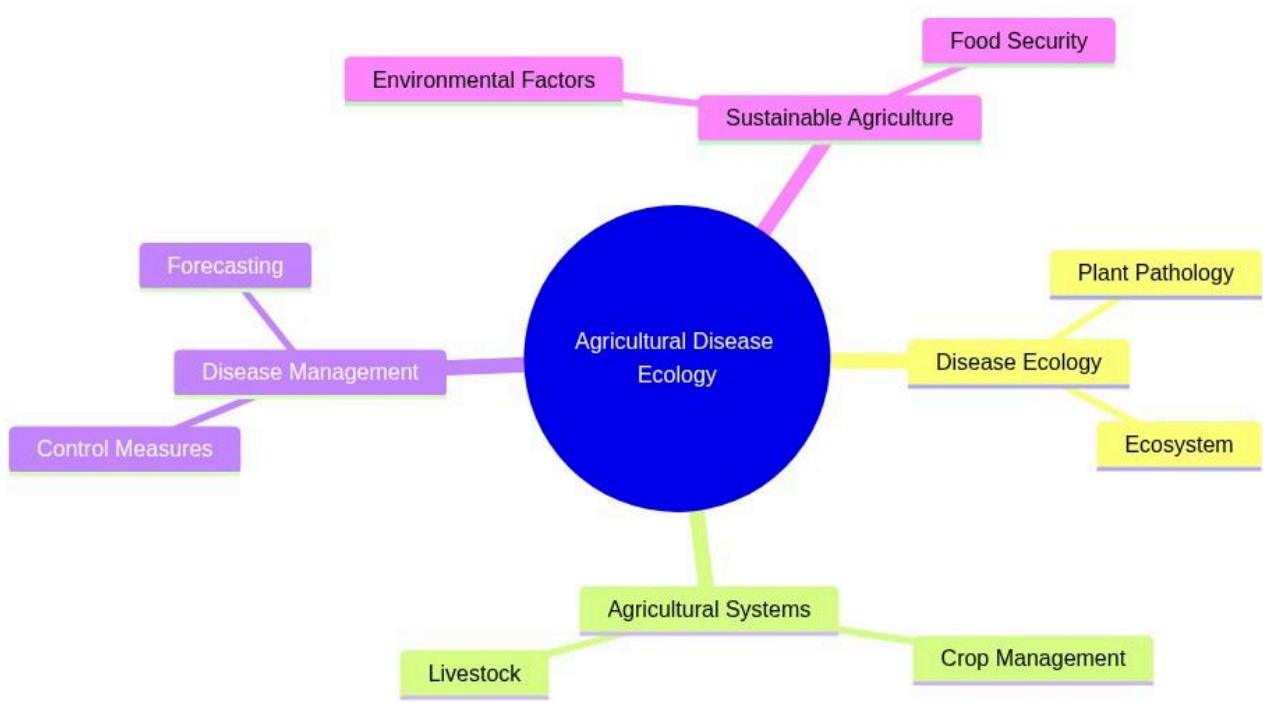 Food Security
Environmental Factors
Sustainable Agriculture
Forecasting
Plant Pathology
Agricultural Disease
Ecology
Disease Management
Disease Ecology
Control Measures
Ecosystem
Agricultural Systems
Livestock
Crop Management